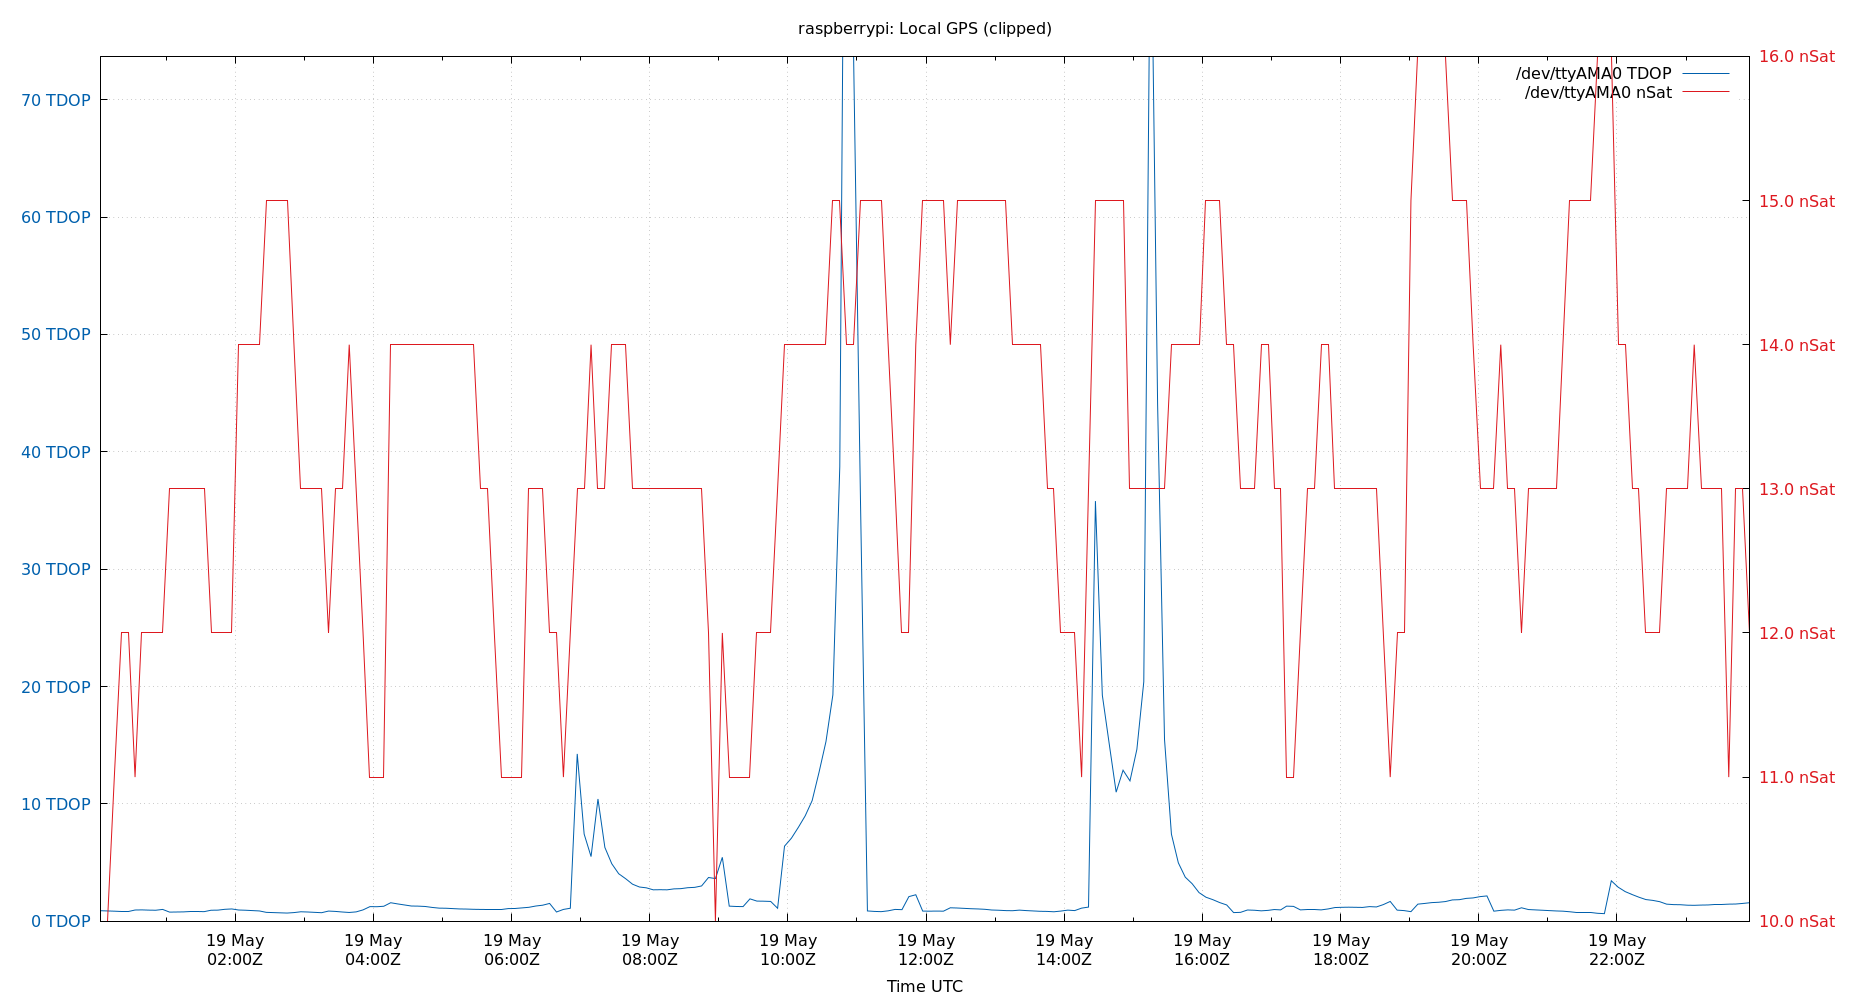 raspberrypi: Local GPS (clipped)
/dev/ttyAMA0 TDOP
/dev/ttyAMA0 nSat
70 TDOP
60 TDOP
50 TDOP
40 TDOP
30 TDOP
20 TDOP
10 TDOP
0 TDOP
16.0 nSat
15.0 nSat
14.0 nSat
13.0 nSat
12.0 nSat
11.0 nSat
10.0 nSat
19 May 19 May 19 May 19 May 19 May 19 May 19 May 19 May 19 May 19 May 19 May
02:00Z 04:00Z 06:00Z 08:00Z 10:00Z 12:00Z 14:00Z 16:00Z 18:00Z 20:00Z 22:00Z
Time UTC